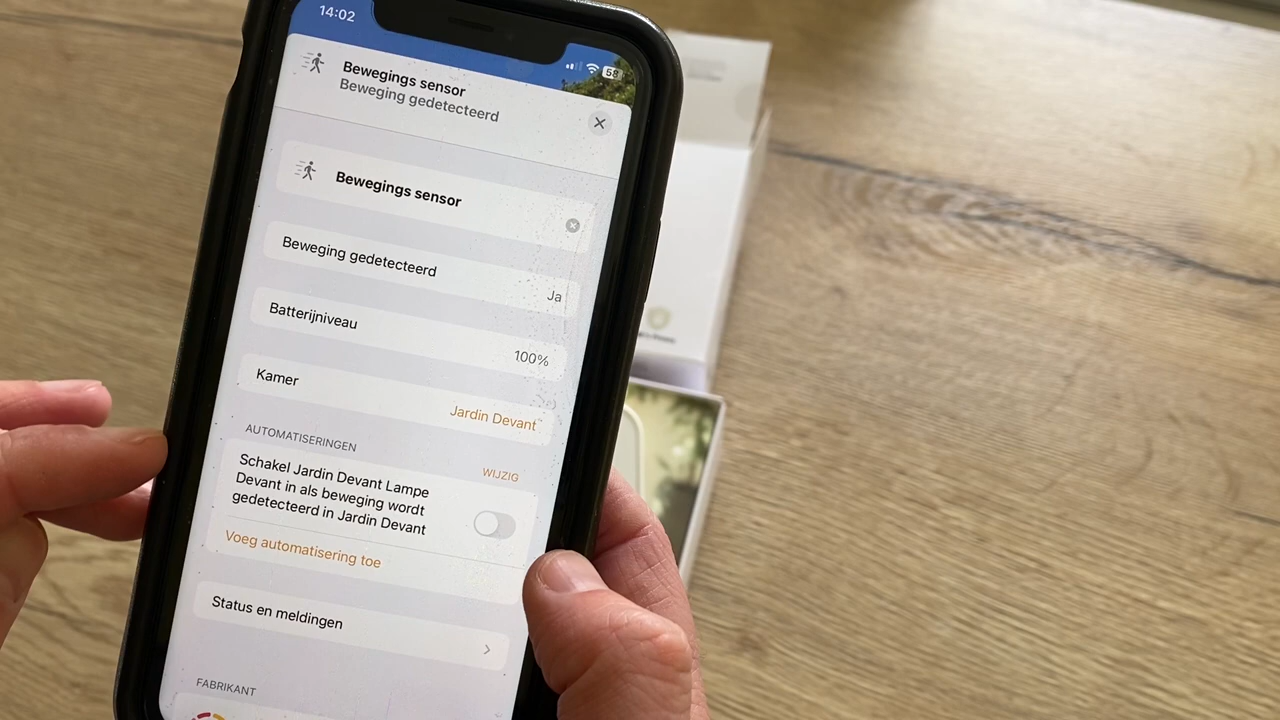 14:02
58
Bewegings sensor
Beweging gedetecteerd
Bewegings sensor
Beweging gedetecteerd
Ja
Batterijniveau
100%
Kamer
Jardin Devant
AUTOMATISERINGEN
WIJZIG
Schakel Jardin Devant Lampe
Devant in als beweging wordt
gedetecteerd in Jardin Devant
Voeg automatisering toe
Status en meldingen
FABRIKANT